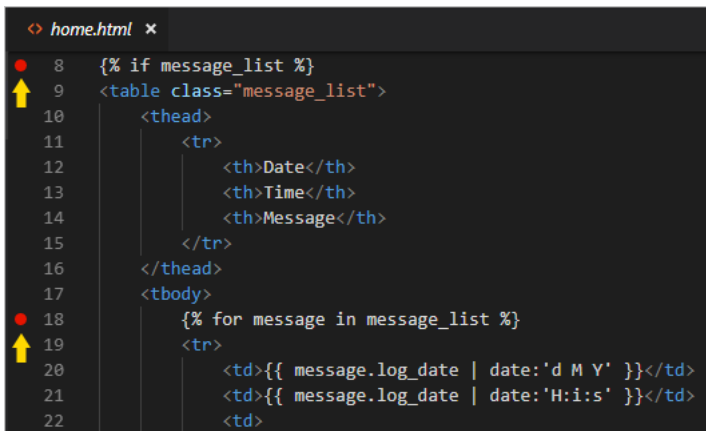 <> home.html ×
8 {% if message_list %}
9 <table class="message_list">
10 <thead>
11 <tr>
12 <th>Date</th>
13 <th>Time</th>
14 <th>Message</th>
15 </tr>
16 </thead>
17 <tbody>
18 {% for message in message_list %}
19 <tr>
20 <td>{{ message.log_date | date:'d M Y' }}</td>
21 <td>{{ message.log_date | date:'H:i:s' }}</td>
22 <td>